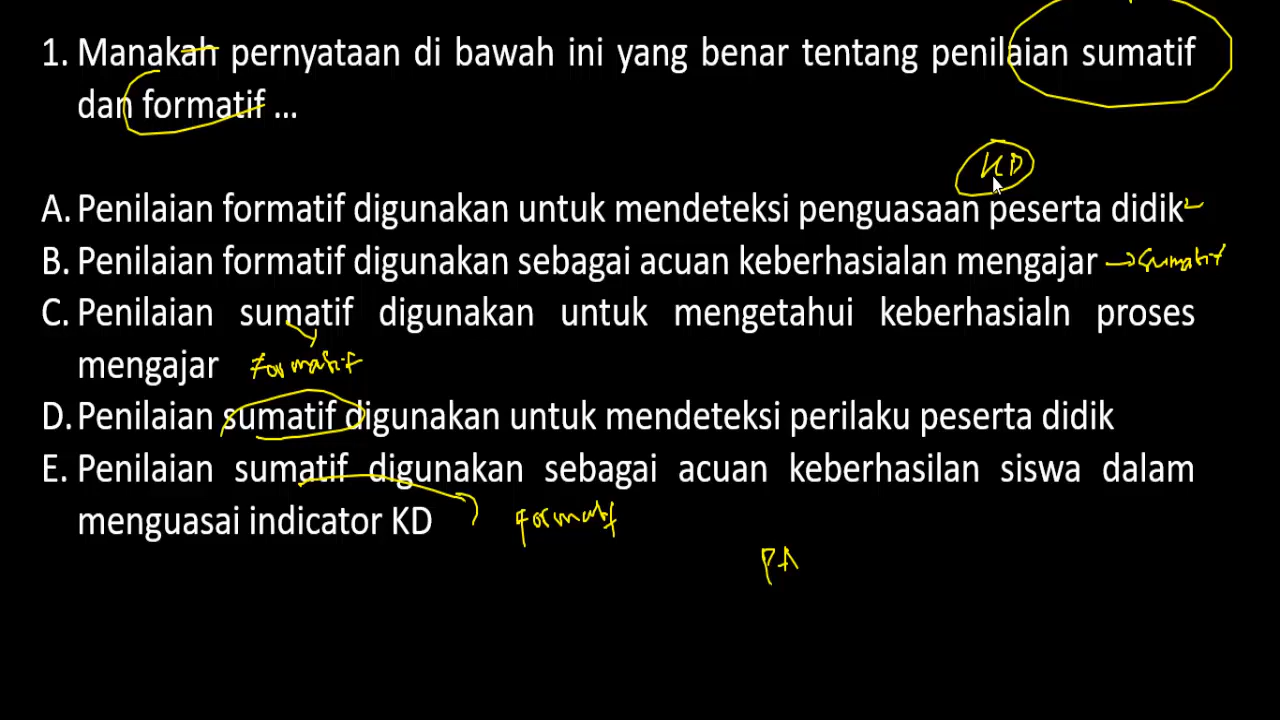 1. Manakah pernyataan di bawah ini yang benar tentang penilaian sumatif
dan formatif ...
KD
A. Penilaian formatif digunakan untuk mendeteksi penguasaan peserta didik
B. Penilaian formatif digunakan sebagai acuan keberhasialan mengajar → Sumatif
C. Penilaian sumatif digunakan untuk mengetahui keberhasialn proses
mengajar Formatif
D. Penilaian sumatif digunakan untuk mendeteksi perilaku peserta didik
E. Penilaian sumatif digunakan sebagai acuan keberhasilan siswa dalam
menguasai indicator KD Formatif
PA